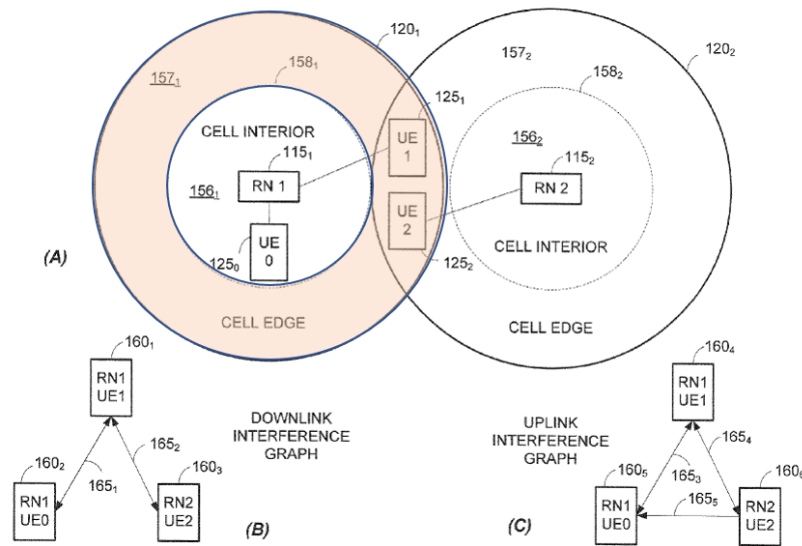 120₁
157₂
120₂
157₁
158₁
158₂
125₁
CELL INTERIOR
UE
1
156₂
115₁
115₂
RN 1
RN 2
156₁
UE
2
(A)
UE
0
CELL INTERIOR
125₀
125₂
CELL EDGE
CELL EDGE
160₁
RN1
UE1
DOWNLINK
INTERFERENCE
GRAPH
160₂
165₂
160₃
165₁
RN1
UE0
RN2
UE2
(B)
160₄
RN1
UE1
UPLINK
INTERFERENCE
GRAPH
165₄
160₅
165₃
160₆
RN1
UE0
165₅
RN2
UE2
(C)